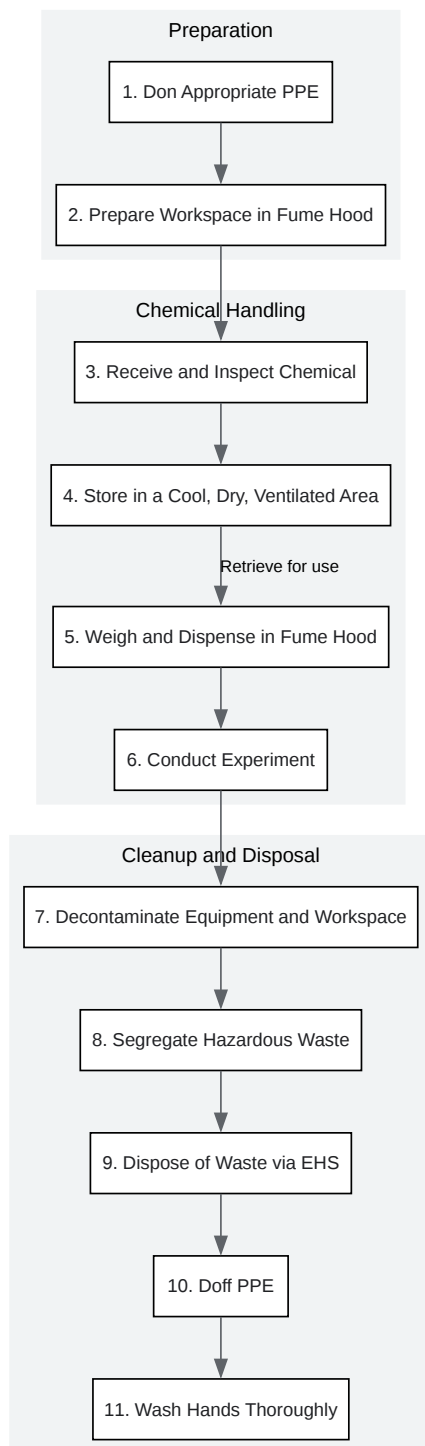 Preparation
1. Don Appropriate PPE
2. Prepare Workspace in Fume Hood
Chemical Handling
3. Receive and Inspect Chemical
4. Store in a Cool, Dry, Ventilated Area
Retrieve for use
5. Weigh and Dispense in Fume Hood
6. Conduct Experiment
Cleanup and Disposal
7. Decontaminate Equipment and Workspace
8. Segregate Hazardous Waste
9. Dispose of Waste via EHS
10. Doff PPE
11. Wash Hands Thoroughly